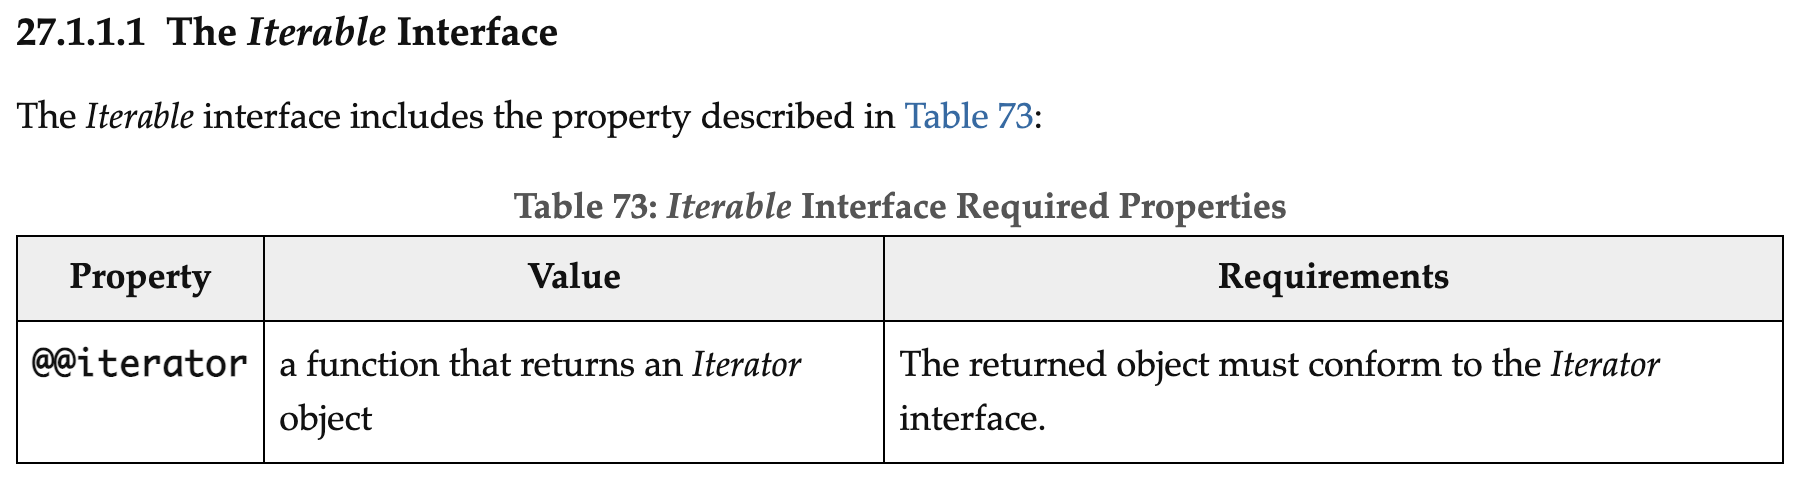 27.1.1.1 The Iterable Interface
The Iterable interface includes the property described in Table 73:
Table 73: Iterable Interface Required Properties
Property Value Requirements
@@iterator a function that returns an Iterator object The returned object must conform to the Iterator interface.